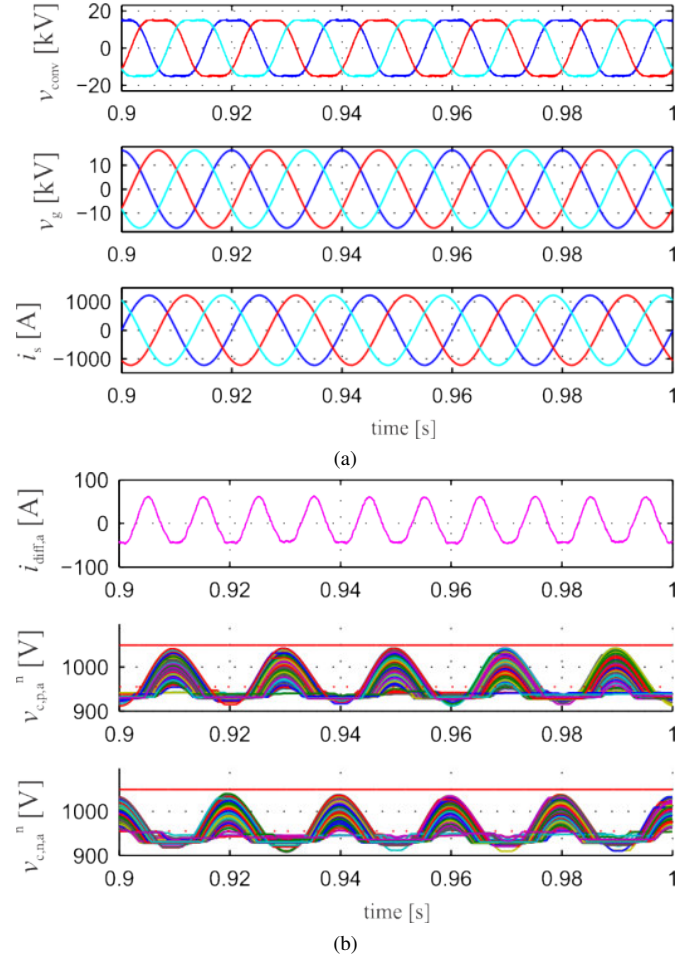 v_conv [kV]
20
0
−20
0.9 0.92 0.94 0.96 0.98 1
v_g [kV]
10
0
−10
0.9 0.92 0.94 0.96 0.98 1
i_s [A]
1000
0
−1000
0.9 0.92 0.94 0.96 0.98 1
time [s]
(a)
i_diff,a [A]
100
0
−100
0.9 0.92 0.94 0.96 0.98 1
v_c,p,a^n [V]
1000
900
0.9 0.92 0.94 0.96 0.98 1
v_c,n,a^n [V]
1000
900
0.9 0.92 0.94 0.96 0.98 1
time [s]
(b)